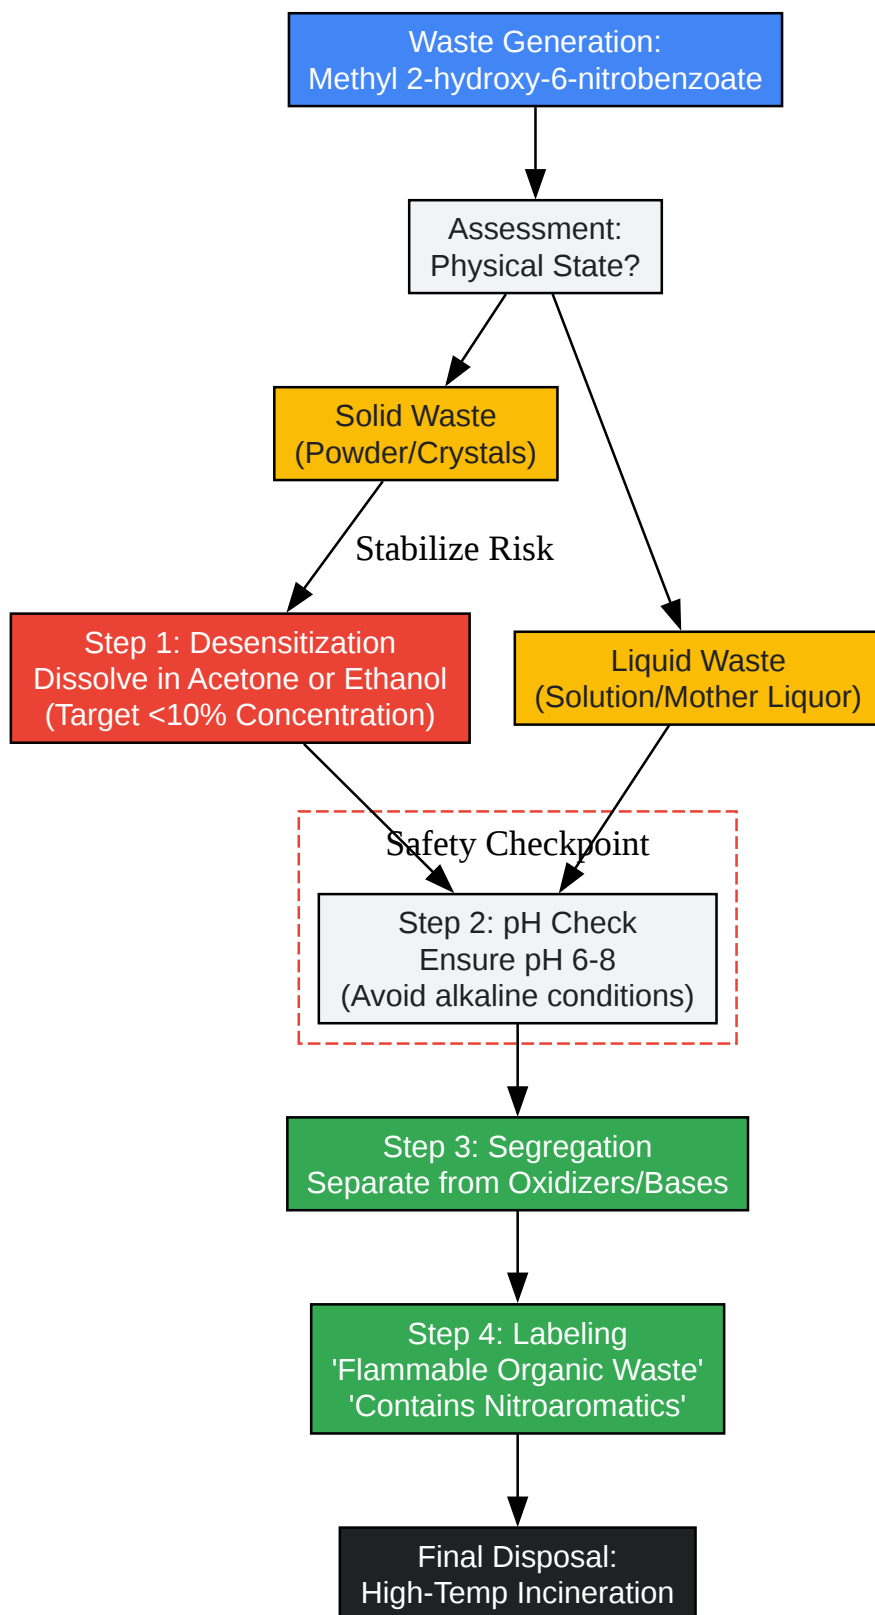 Waste Generation:
Methyl 2-hydroxy-6-nitrobenzoate
Assessment:
Physical State?
Solid Waste
(Powder/Crystals)
Stabilize Risk
Step 1: Desensitization
Dissolve in Acetone or Ethanol
(Target <10% Concentration)
Liquid Waste
(Solution/Mother Liquor)
Safety Checkpoint
Step 2: pH Check
Ensure pH 6-8
(Avoid alkaline conditions)
Step 3: Segregation
Separate from Oxidizers/Bases
Step 4: Labeling
'Flammable Organic Waste'
'Contains Nitroaromatics'
Final Disposal:
High-Temp Incineration